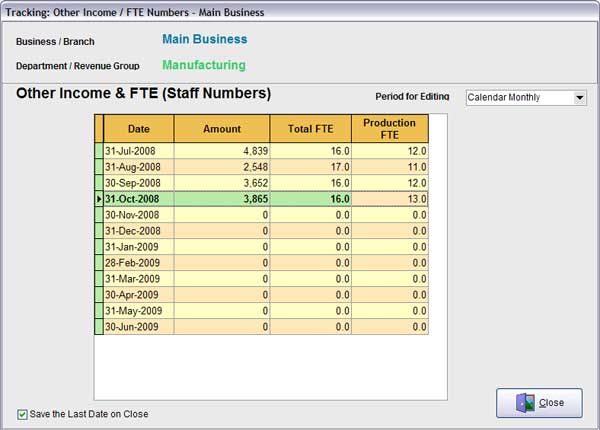 Tracking: Other Income / FTE Numbers - Main Business
Business / Branch Main Business
Department / Revenue Group Manufacturing
Other Income & FTE (Staff Numbers) Period for Editing Calendar Monthly
Date Amount Total FTE Production FTE
31-Jul-2008 4,839 16.0 12.0
31-Aug-2008 2,548 17.0 11.0
30-Sep-2008 3,652 16.0 12.0
31-Oct-2008 3,865 16.0 13.0
30-Nov-2008 0 0.0 0.0
31-Dec-2008 0 0.0 0.0
31-Jan-2009 0 0.0 0.0
28-Feb-2009 0 0.0 0.0
31-Mar-2009 0 0.0 0.0
30-Apr-2009 0 0.0 0.0
31-May-2009 0 0.0 0.0
30-Jun-2009 0 0.0 0.0
Save the Last Date on Close
Close